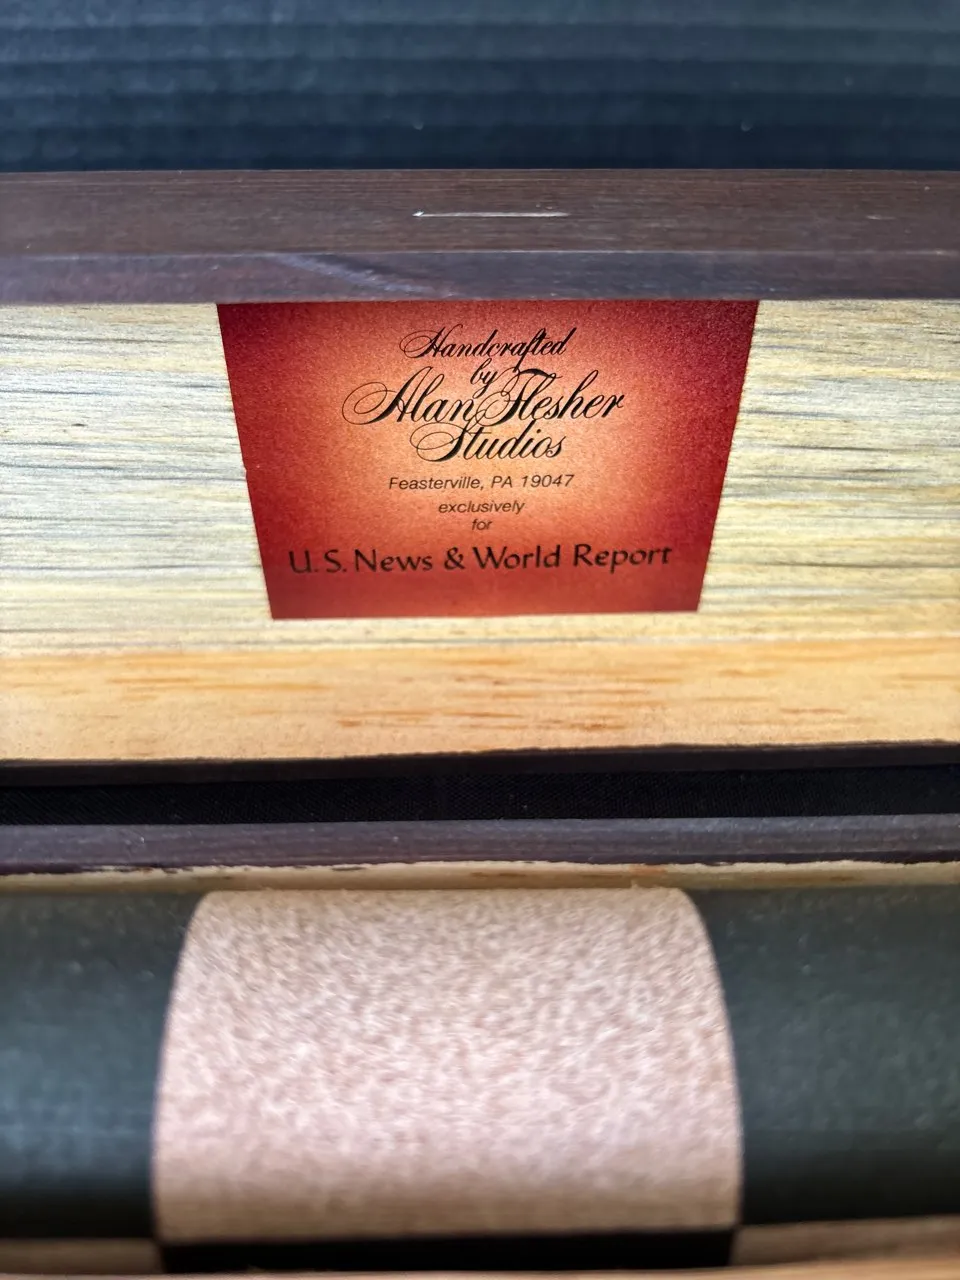 Handcrafted
by
Alan Flesher
Studios
Feasterville, PA 19047
exclusively
for
U.S. News & World Report